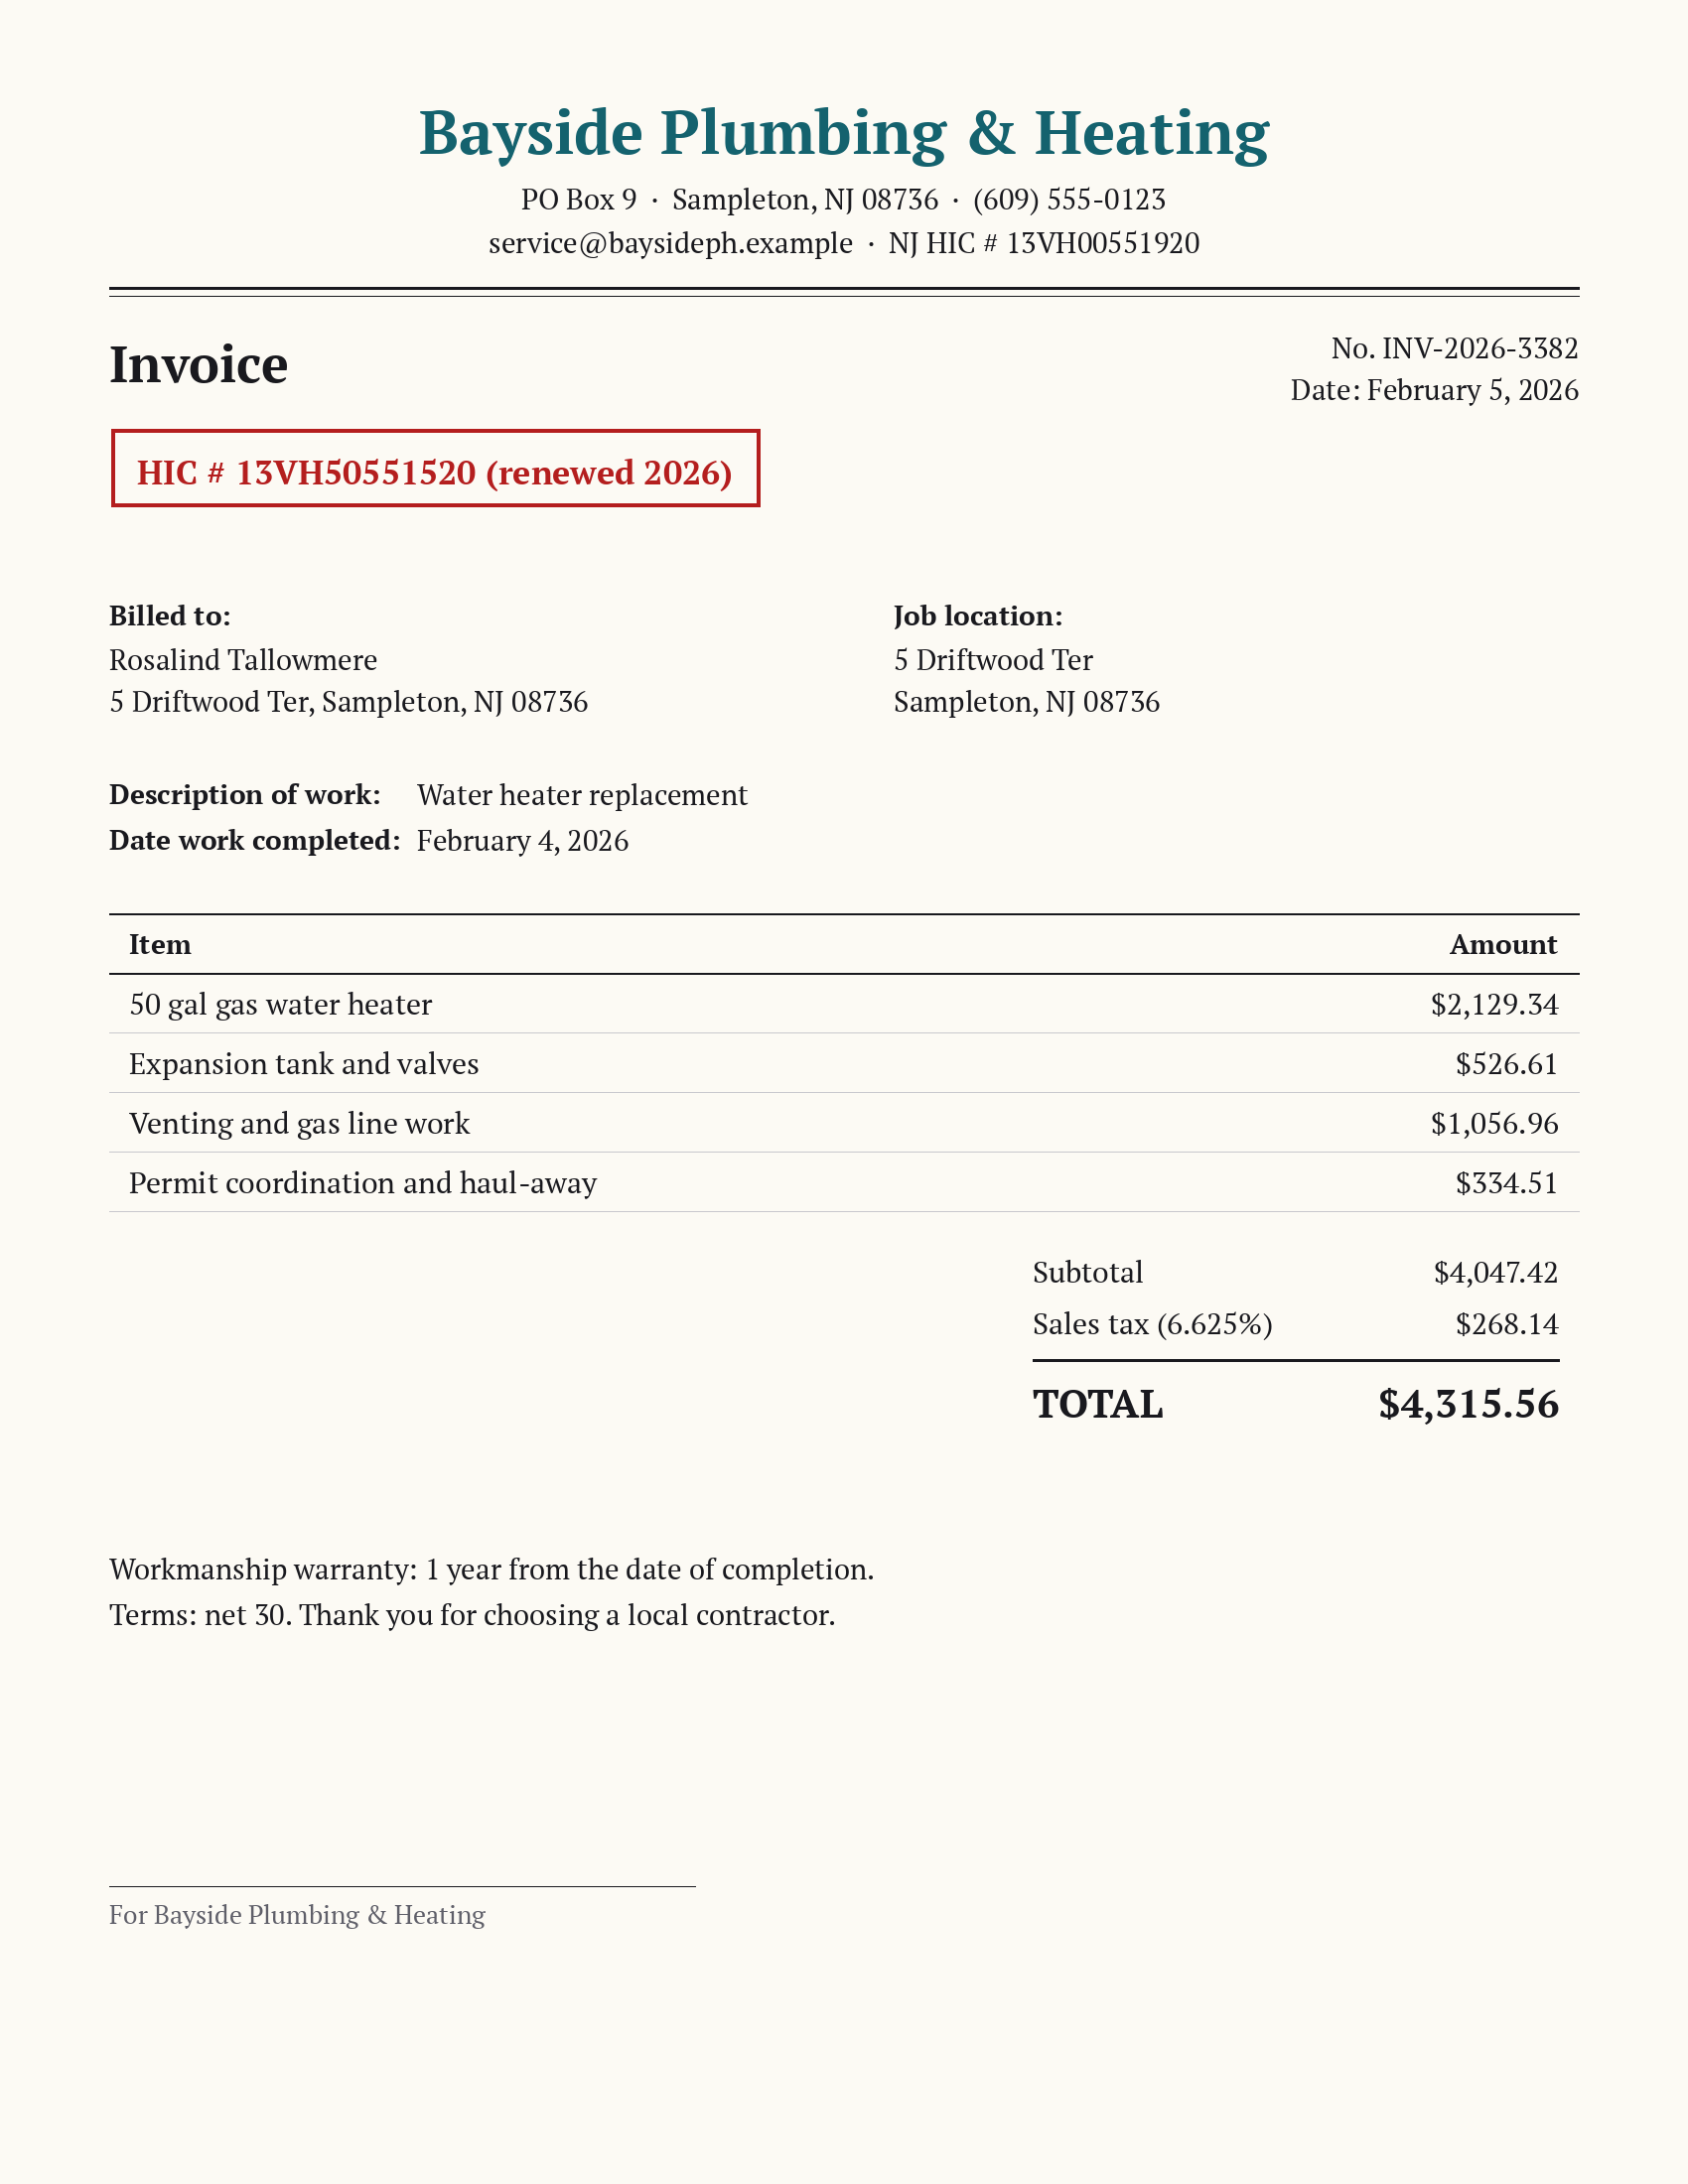 Bayside Plumbing & Heating
PO Box 9 · Sampleton, NJ 08736 · (609) 555-0123
service@baysideph.example · NJ HIC # 13VH00551920
Invoice
No. INV-2026-3382
Date: February 5, 2026
HIC # 13VH50551520 (renewed 2026)
Billed to:
Rosalind Tallowmere
5 Driftwood Ter, Sampleton, NJ 08736
Job location:
5 Driftwood Ter
Sampleton, NJ 08736
Description of work: Water heater replacement
Date work completed: February 4, 2026
Item Amount
50 gal gas water heater $2,129.34
Expansion tank and valves $526.61
Venting and gas line work $1,056.96
Permit coordination and haul-away $334.51
Subtotal $4,047.42
Sales tax (6.625%) $268.14
TOTAL $4,315.56
Workmanship warranty: 1 year from the date of completion.
Terms: net 30. Thank you for choosing a local contractor.
For Bayside Plumbing & Heating